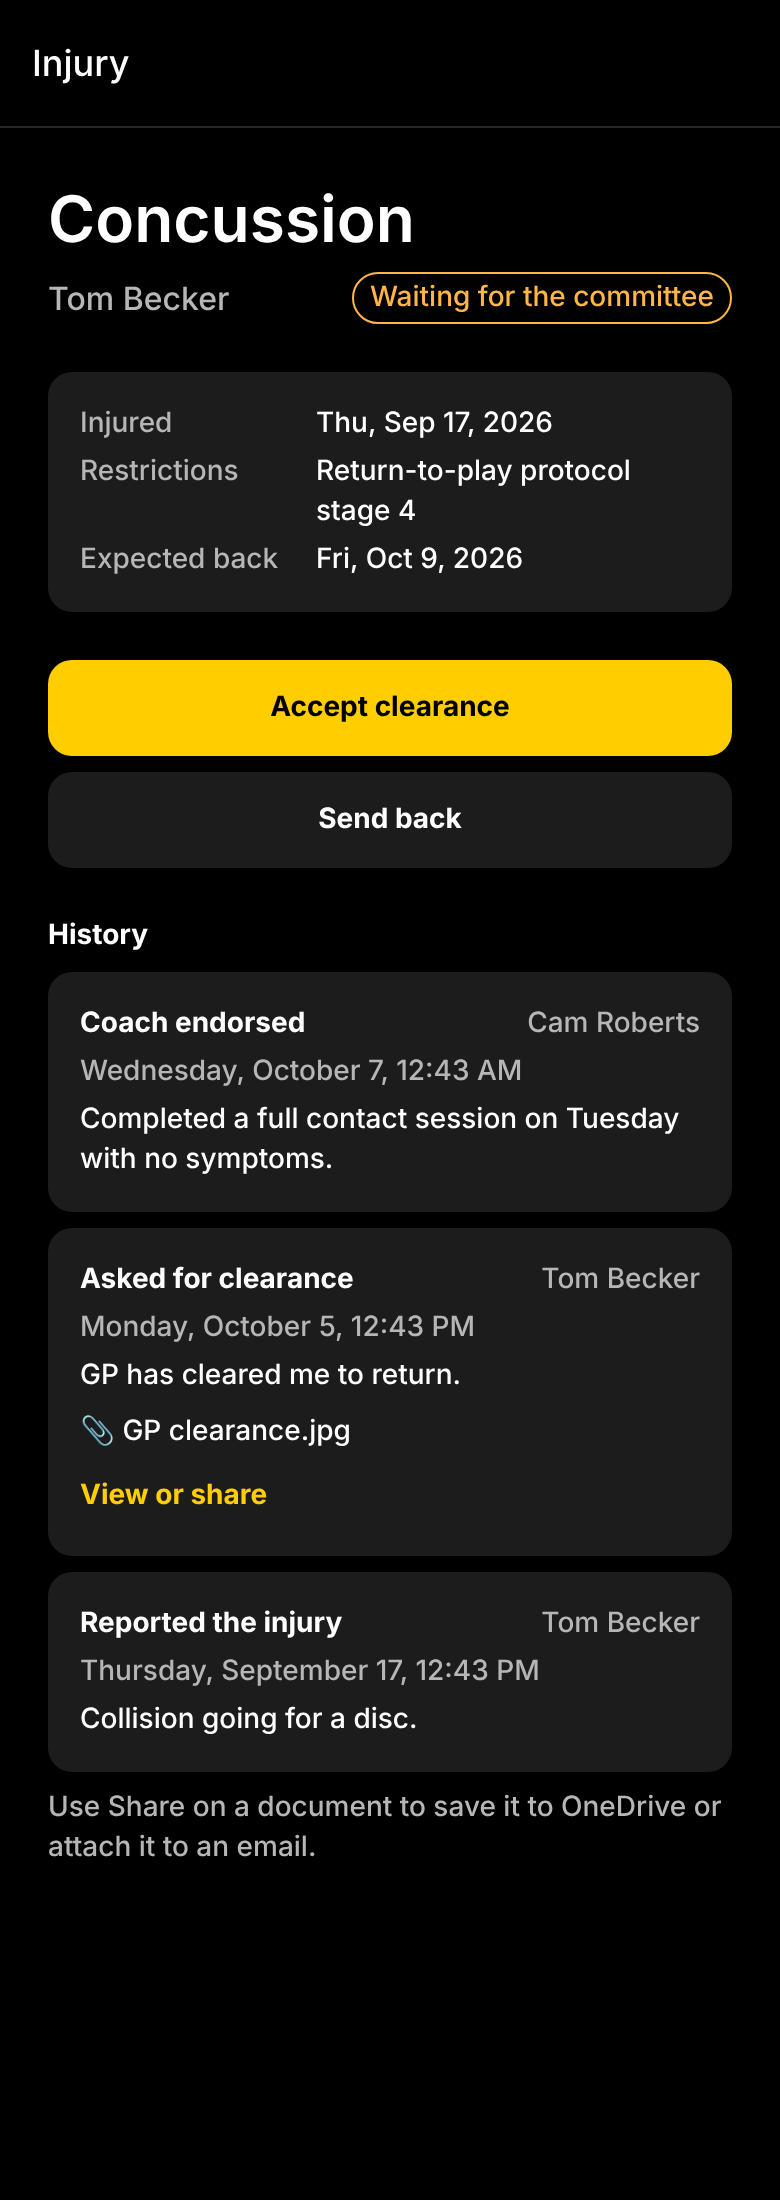 Injury
Concussion
Tom Becker
Waiting for the committee
Injured Thu, Sep 17, 2026
Restrictions Return-to-play protocol
stage 4
Expected back Fri, Oct 9, 2026
Accept clearance
Send back
History
Coach endorsed Cam Roberts
Wednesday, October 7, 12:43 AM
Completed a full contact session on Tuesday
with no symptoms.
Asked for clearance Tom Becker
Monday, October 5, 12:43 PM
GP has cleared me to return.
📎 GP clearance.jpg
View or share
Reported the injury Tom Becker
Thursday, September 17, 12:43 PM
Collision going for a disc.
Use Share on a document to save it to OneDrive or
attach it to an email.